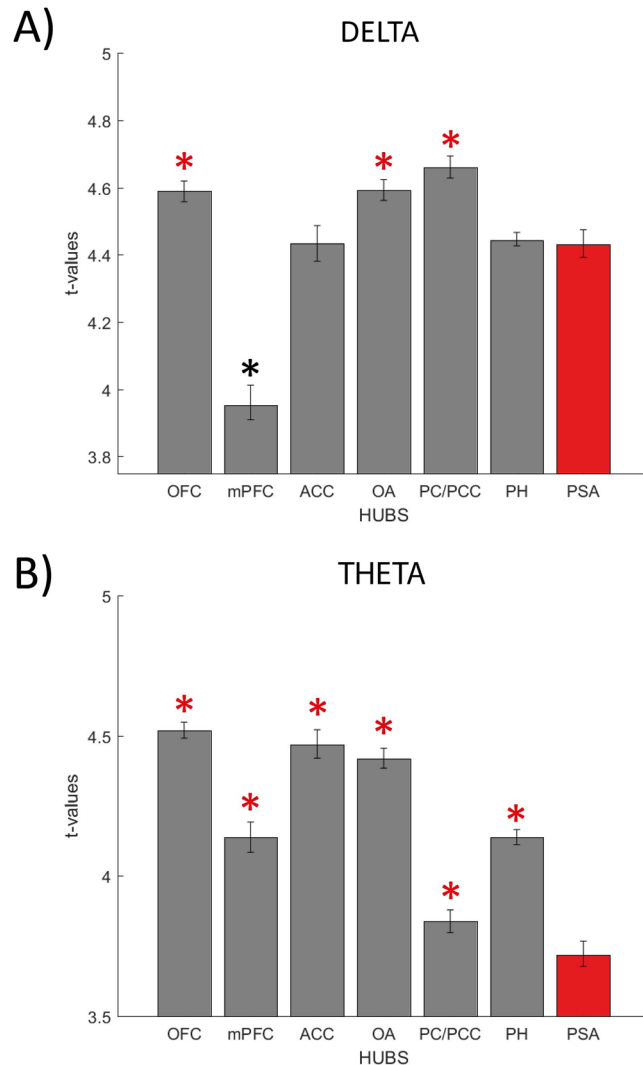 A)
DELTA
5
4.8
4.6
4.4
4.2
4
3.8
t-values
* * * *
OFC mPFC ACC OA PC/PCC PH PSA
HUBS
B)
THETA
5
4.5
4
3.5
t-values
* * * * * *
OFC mPFC ACC OA PC/PCC PH PSA
HUBS